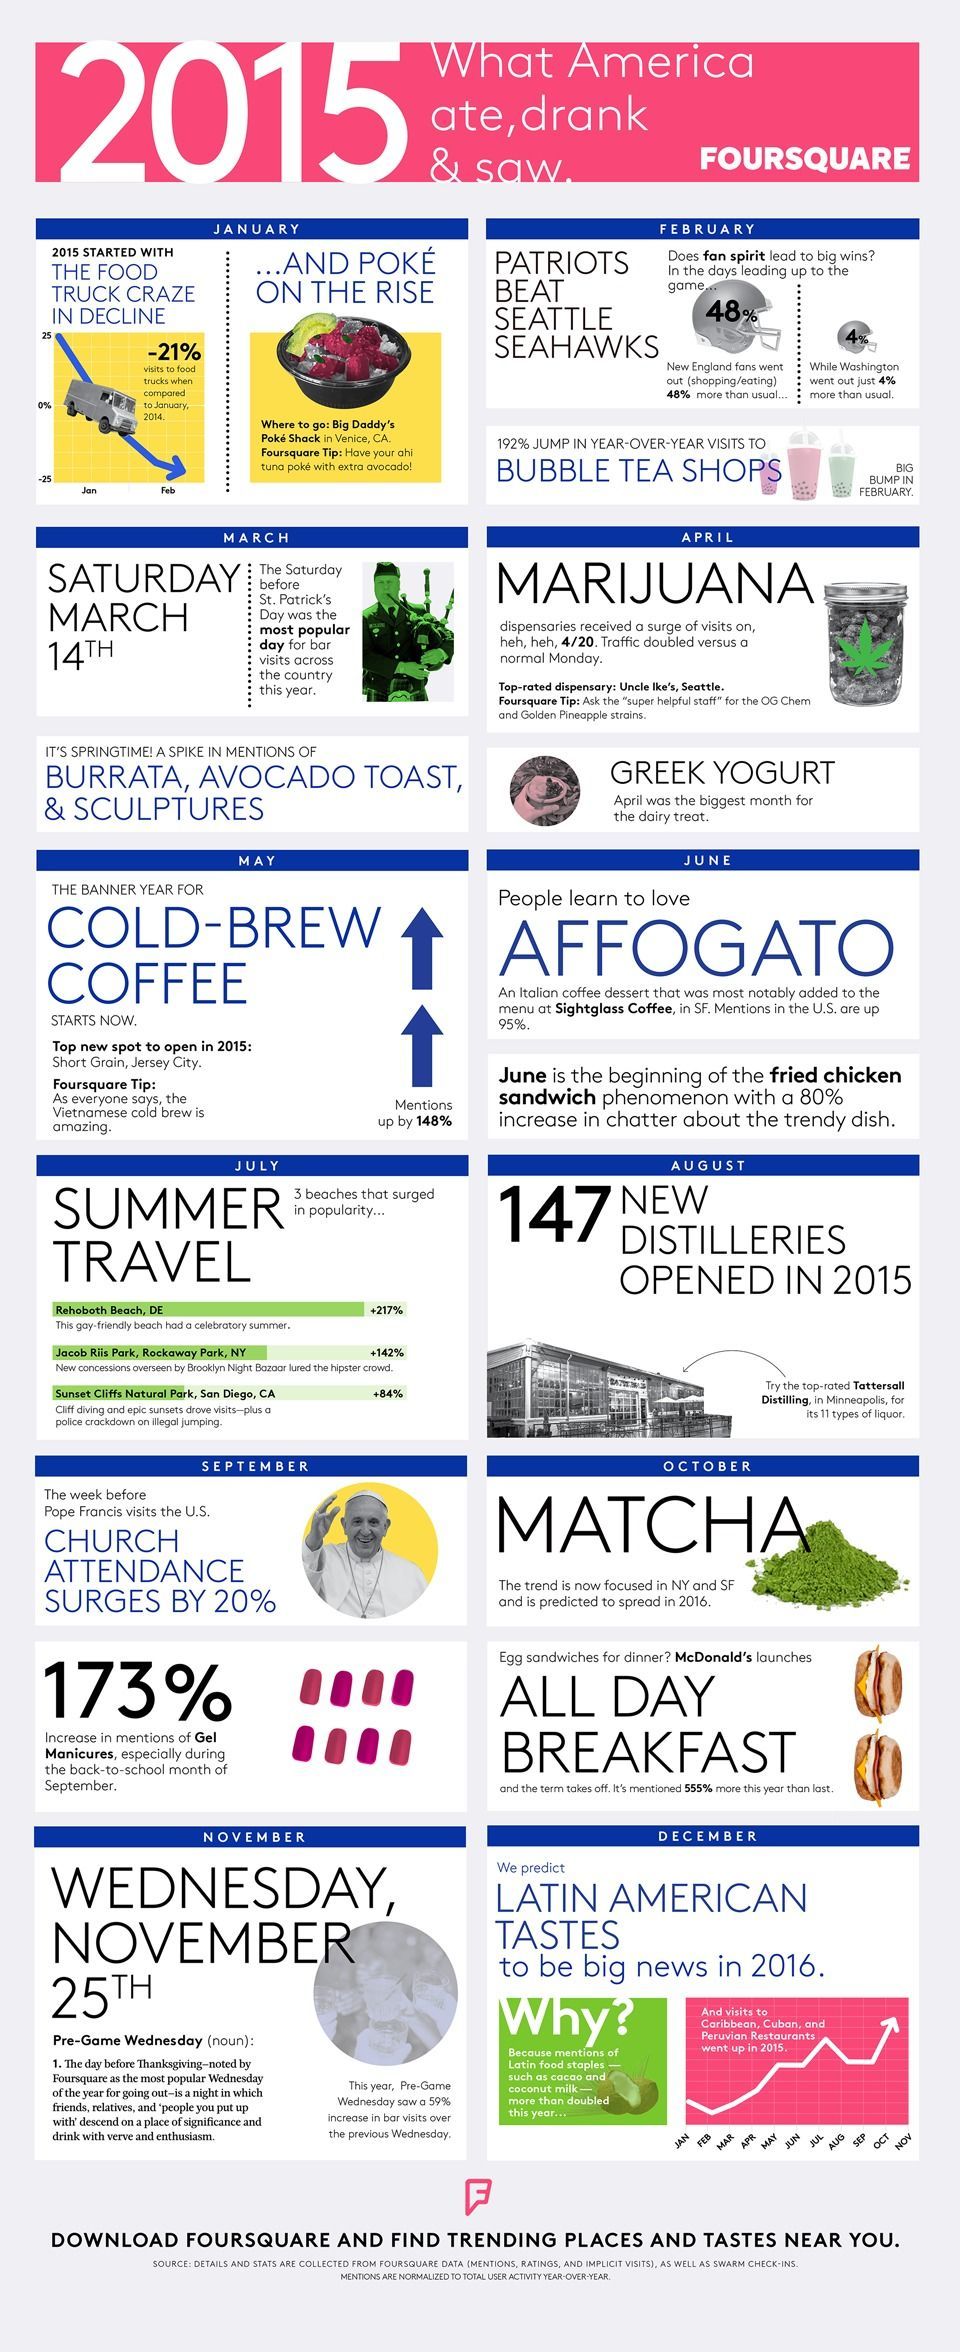 2015
What America
ate, drank
& saw.
FOURSQUARE
JANUARY
2015 STARTED WITH
THE FOOD
TRUCK CRAZE
IN DECLINE
25
0%
-25
-21%
visits to food
trucks when
compared
to January,
2014.
Jan
Feb
...AND POKÉ
ON THE RISE
Where to go: Big Daddy's
Poké Shack in Venice, CA.
Foursquare Tip: Have your ahi
tuna poké with extra avocado!
FEBRUARY
PATRIOTS
BEAT
SEATTLE
SEAHAWKS
Does fan spirit lead to big wins?
In the days leading up to the
game...
48%
New England fans went
out (shopping/eating)
48% more than usual...
4%
While Washington
went out just 4%
more than usual.
192% JUMP IN YEAR-OVER-YEAR VISITS TO
BUBBLE TEA SHOPS
BIG
BUMP IN
FEBRUARY.
MARCH
SATURDAY
MARCH
14TH
The Saturday
before
St. Patrick's
Day was the
most popular
day for bar
visits across
the country
this year.
IT'S SPRINGTIME! A SPIKE IN MENTIONS OF
BURRATA, AVOCADO TOAST,
& SCULPTURES
APRIL
MARIJUANA
dispensaries received a surge of visits on,
heh, heh, 4/20. Traffic doubled versus a
normal Monday.
Top-rated dispensary: Uncle Ike's, Seattle.
Foursquare Tip: Ask the "super helpful staff" for the OG Chem
and Golden Pineapple strains.
GREEK YOGURT
April was the biggest month for
the dairy treat.
MAY
THE BANNER YEAR FOR
COLD-BREW
COFFEE
STARTS NOW.
Top new spot to open in 2015:
Short Grain, Jersey City.
Foursquare Tip:
As everyone says, the
Vietnamese cold brew is
amazing.
Mentions
up by 148%
JUNE
People learn to love
AFFOGATO
An Italian coffee dessert that was most notably added to the
menu at Sightglass Coffee, in SF. Mentions in the U.S. are up
95%.
June is the beginning of the fried chicken
sandwich phenomenon with a 80%
increase in chatter about the trendy dish.
JULY
SUMMER
TRAVEL
3 beaches that surged
in popularity...
Rehoboth Beach, DE
+217%
This gay-friendly beach had a celebratory summer.
Jacob Riis Park, Rockaway Park, NY
+142%
New concessions overseen by Brooklyn Night Bazaar lured the hipster crowd.
Sunset Cliffs Natural Park, San Diego, CA
+84%
Cliff diving and epic sunsets drove visits—plus a
police crackdown on illegal jumping.
AUGUST
147 NEW
DISTILLERIES
OPENED IN 2015
Try the top-rated Tattersall
Distilling, in Minneapolis, for
its 11 types of liquor.
SEPTEMBER
The week before
Pope Francis visits the U.S.
CHURCH
ATTENDANCE
SURGES BY 20%
173%
Increase in mentions of Gel
Manicures, especially during
the back-to-school month of
September.
OCTOBER
MATCHA
The trend is now focused in NY and SF
and is predicted to spread in 2016.
Egg sandwiches for dinner? McDonald's launches
ALL DAY
BREAKFAST
and the term takes off. It's mentioned 555% more this year than last.
NOVEMBER
WEDNESDAY,
NOVEMBER
25TH
Pre-Game Wednesday (noun):
1. The day before Thanksgiving—noted by
Foursquare as the most popular Wednesday
of the year for going out—is a night in which
friends, relatives, and 'people you put up
with' descend on a place of significance and
drink with verve and enthusiasm.
This year, Pre-Game
Wednesday saw a 59%
increase in bar visits over
the previous Wednesday.
DECEMBER
We predict
LATIN AMERICAN
TASTES
to be big news in 2016.
Why?
Because mentions of
Latin food staples —
such as cacao and
coconut milk —
more than doubled
this year...
And visits to
Caribbean, Cuban, and
Peruvian Restaurants
went up in 2015.
JAN
FEB
MAR
APR
MAY
JUN
JUL
AUG
SEP
OCT
NOV
DOWNLOAD FOURSQUARE AND FIND TRENDING PLACES AND TASTES NEAR YOU.
SOURCE: DETAILS AND STATS ARE COLLECTED FROM FOURSQUARE DATA (MENTIONS, RATINGS, AND IMPLICIT VISITS), AS WELL AS SWARM CHECK-INS.
MENTIONS ARE NORMALIZED TO TOTAL USER ACTIVITY YEAR-OVER-YEAR.